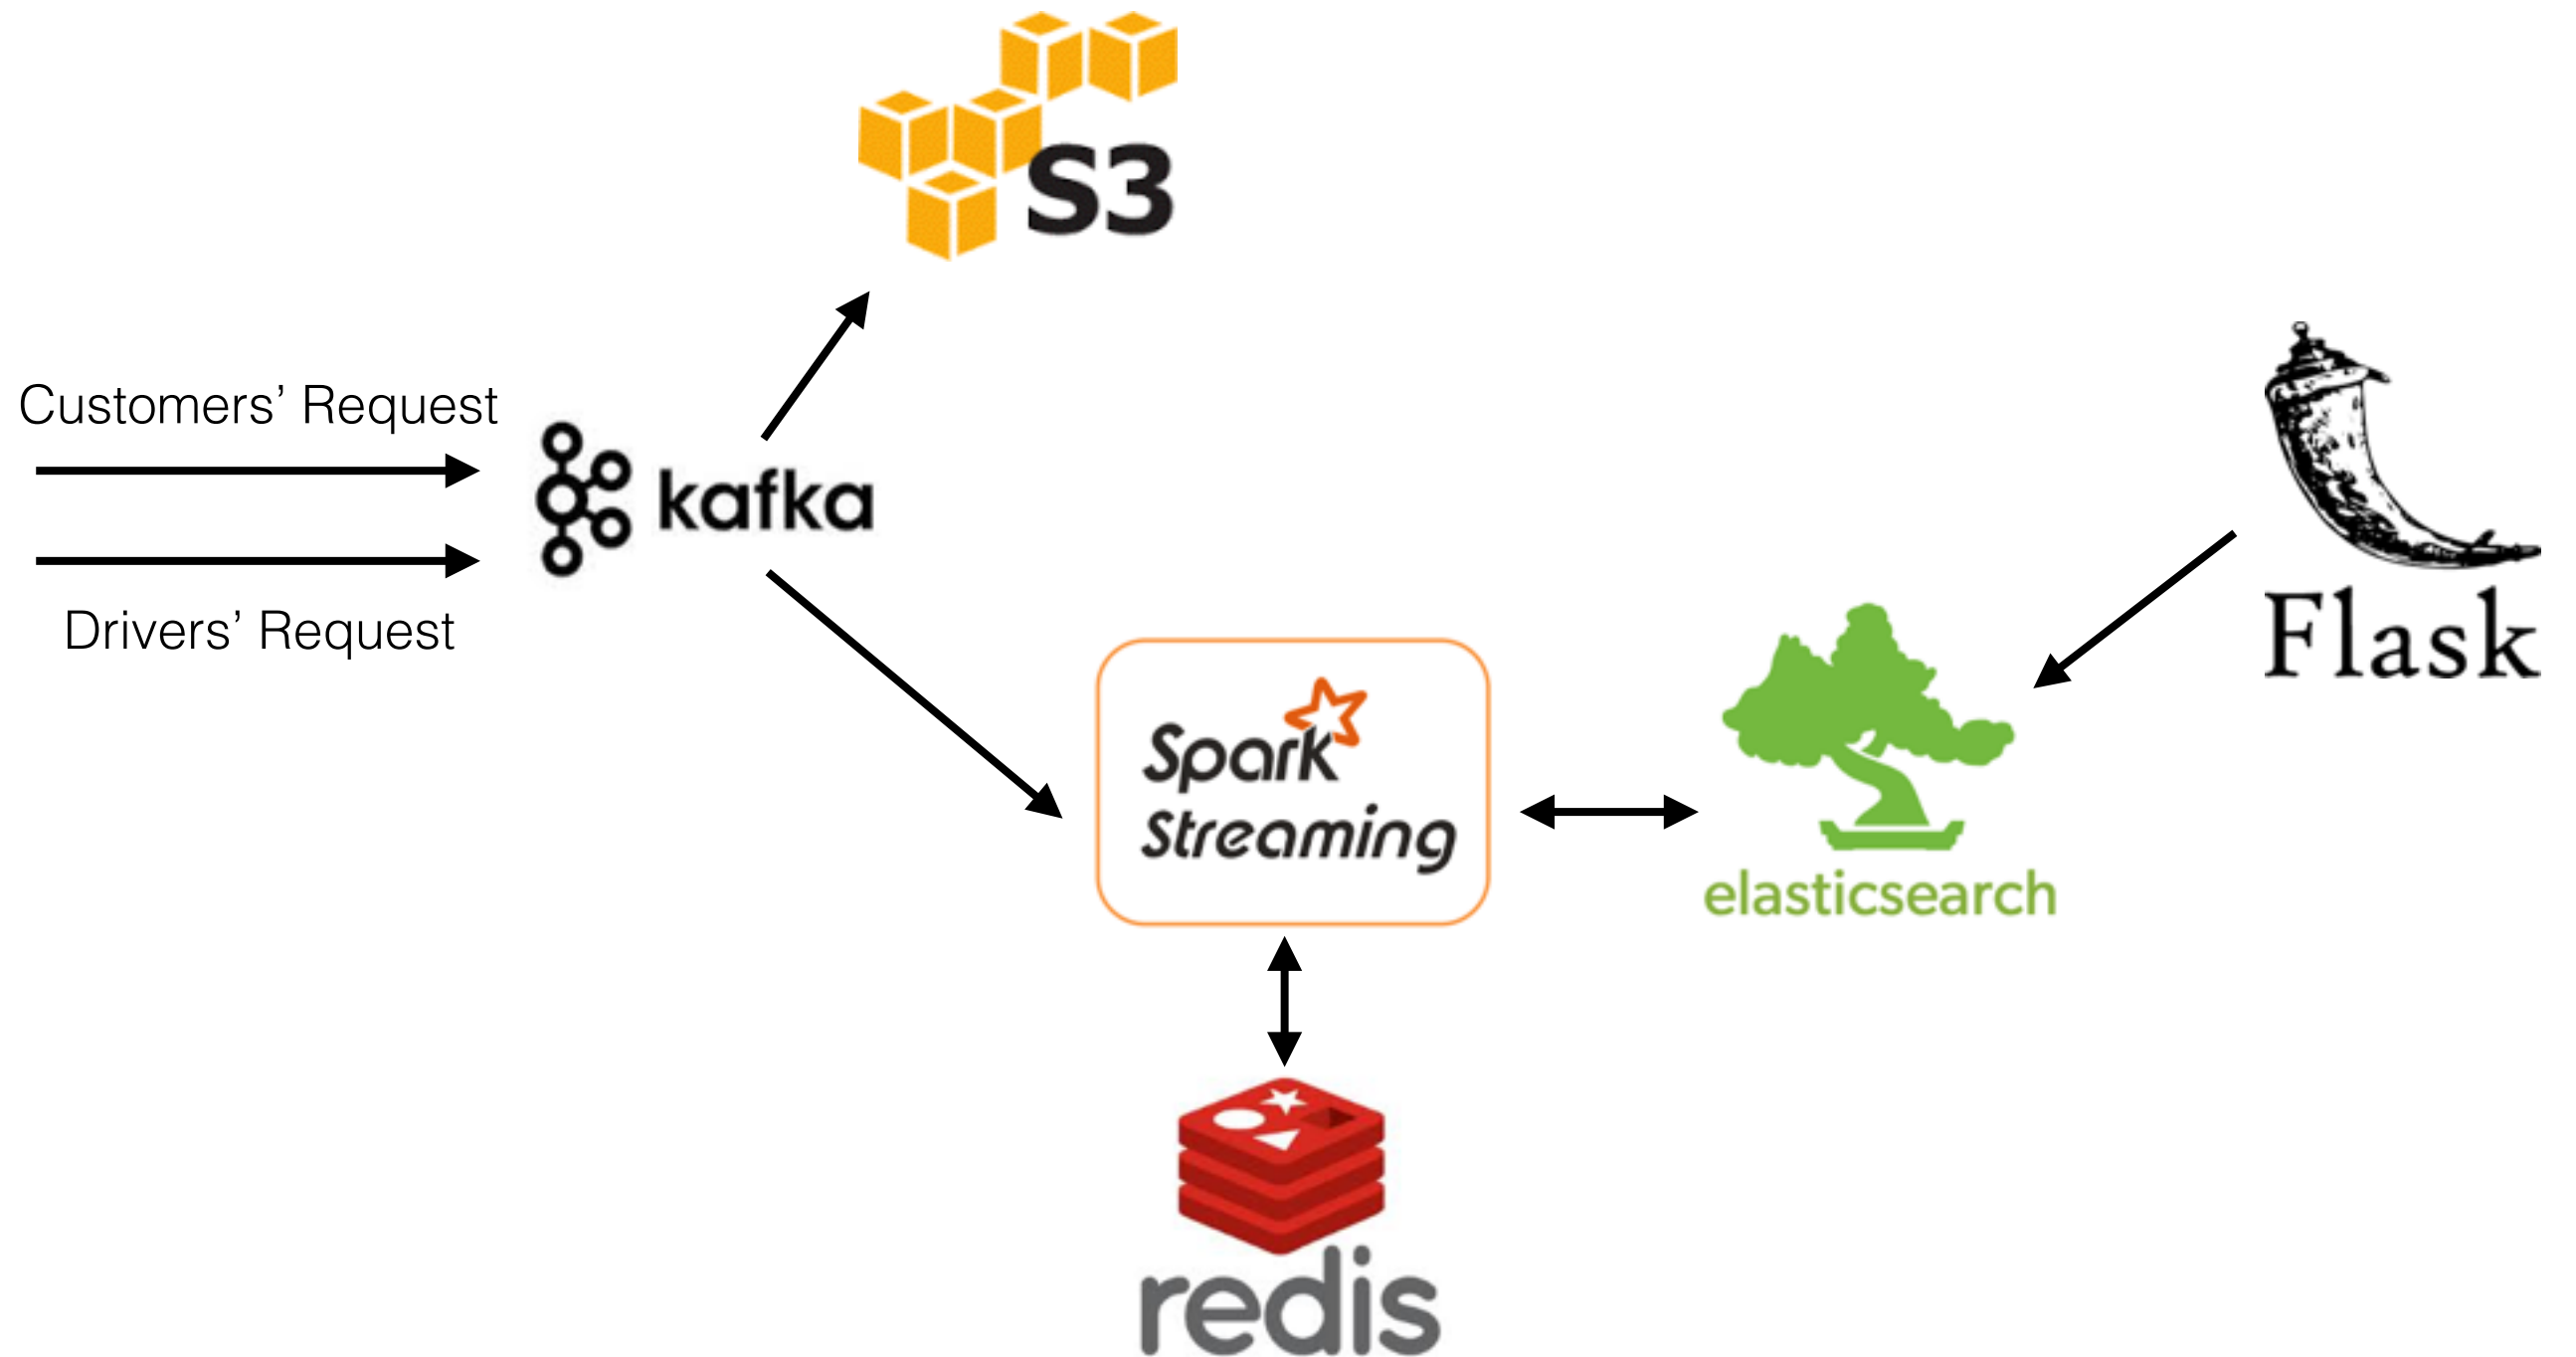 S3
Customers’ Request
kafka
Drivers’ Request
Flask
Spark
Streaming
elasticsearch
redis